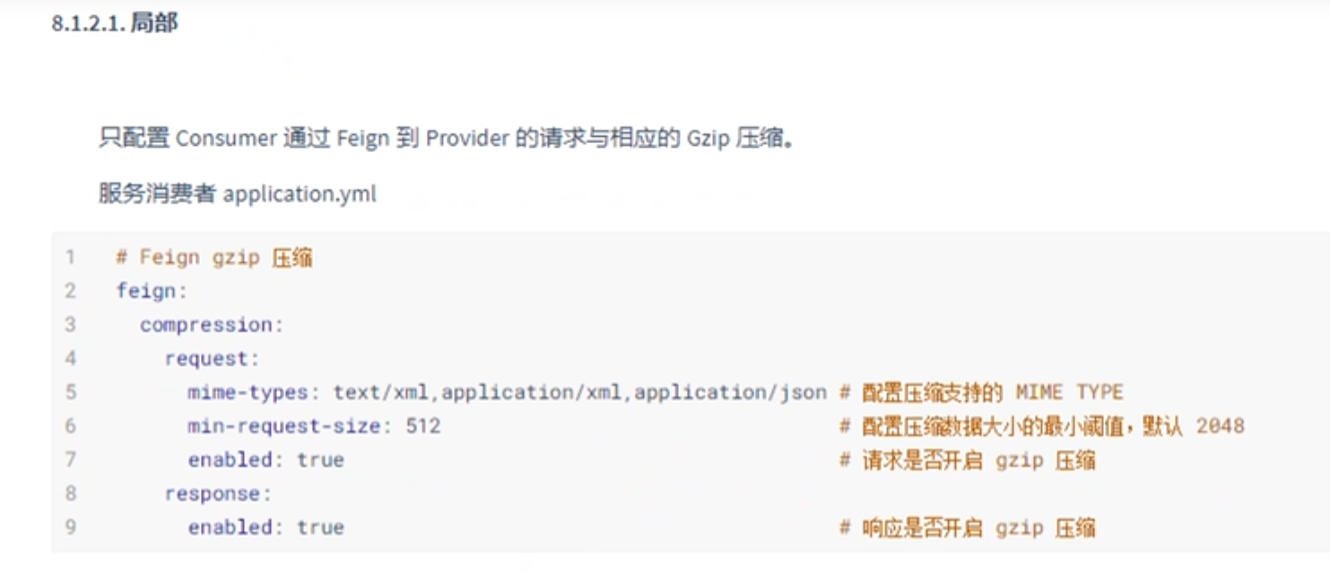 8.1.2.1. 局部
只配置 Consumer 通过 Feign 到 Provider 的请求与相应的 Gzip 压缩。
服务消费者 application.yml
1 # Feign gzip 压缩
2 feign:
3   compression:
4     request:
5       mime-types: text/xml,application/xml,application/json # 配置压缩支持的 MIME TYPE
6       min-request-size: 512 # 配置压缩数据大小的最小阈值，默认 2048
7       enabled: true # 请求是否开启 gzip 压缩
8     response:
9       enabled: true # 响应是否开启 gzip 压缩